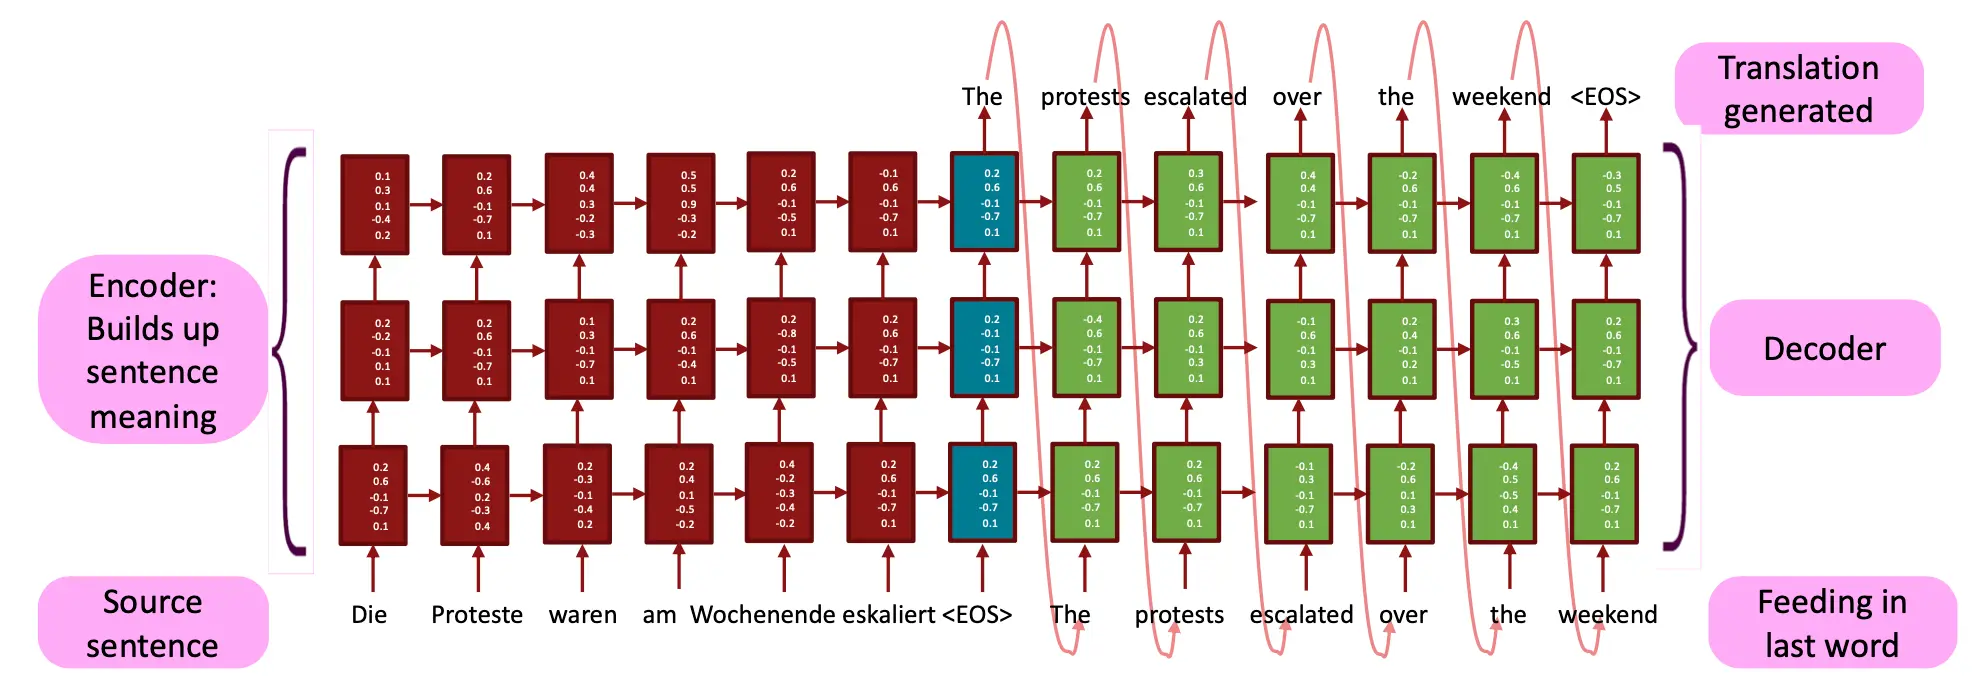 The protests escalated over the weekend <EOS>
Translation
generated
0.1 0.2 0.4 0.5 0.2 -0.1 0.2 0.2 0.3 0.4 -0.2 -0.4 -0.3
0.3 0.6 0.4 0.5 0.6 0.6 0.6 0.6 0.6 0.4 0.6 0.6 0.5
0.1 -0.1 0.3 0.9 -0.1 -0.1 -0.1 -0.1 -0.1 -0.1 -0.1 -0.1 -0.1
-0.4 -0.7 -0.2 -0.3 -0.5 -0.7 -0.7 -0.7 -0.7 -0.7 -0.7 -0.7 -0.7
0.2 0.1 -0.3 -0.2 0.1 0.1 0.1 0.1 0.1 0.1 0.1 0.1 0.1
Encoder:
Builds up
sentence
meaning
0.2 0.2 0.1 0.2 0.2 0.2 0.2 -0.4 0.2 -0.1 0.2 0.3 0.2
-0.2 0.6 0.3 0.6 -0.8 0.6 -0.1 0.6 0.6 0.6 0.4 0.6 0.6
-0.1 -0.1 -0.1 -0.1 -0.1 -0.1 -0.1 -0.1 -0.1 -0.1 -0.1 -0.1 -0.1
0.1 -0.7 -0.7 -0.4 -0.5 -0.7 -0.7 -0.7 0.3 0.3 0.2 -0.5 -0.7
0.1 0.1 0.1 0.1 0.1 0.1 0.1 0.1 0.1 0.1 0.1 0.1 0.1
Decoder
0.2 0.4 0.2 0.2 0.4 0.2 0.2 0.2 0.2 -0.1 -0.2 -0.4 0.2
0.6 -0.6 -0.3 0.4 -0.2 0.6 0.6 0.6 0.6 0.3 0.6 0.5 0.6
-0.1 0.2 -0.1 0.1 -0.3 -0.1 -0.1 -0.1 -0.1 -0.1 0.1 -0.5 -0.1
-0.7 -0.3 -0.4 -0.5 -0.4 -0.7 -0.7 -0.7 -0.7 -0.7 0.3 0.4 -0.7
0.1 0.4 0.2 -0.2 -0.2 0.1 0.1 0.1 0.1 0.1 0.1 0.1 0.1
Source
sentence
Die Proteste waren am Wochenende eskaliert <EOS> The protests escalated over the weekend
Feeding in
last word